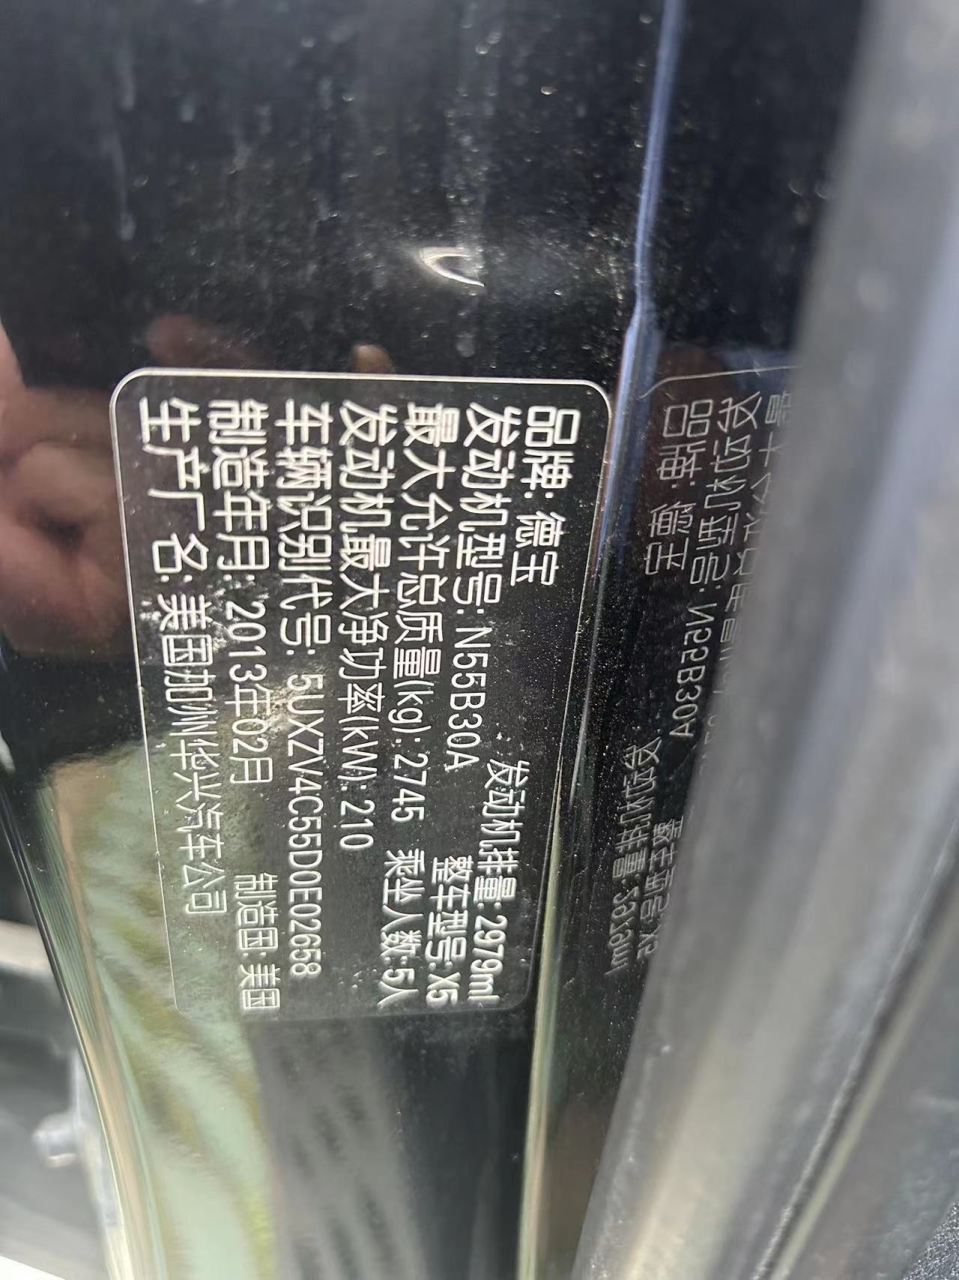 品牌: 德宝
发动机型号: N55B30A 发动机排量: 2979ml
最大允许总质量(kg): 2745 整车型号: X5
发动机最大净功率(kW): 210 乘坐人数: 5人
车辆识别代号: 5UXZV4C55D0E02658
制造年月: 2013年02月 制造国: 美国
生产厂名: 美国加州华兴汽车公司